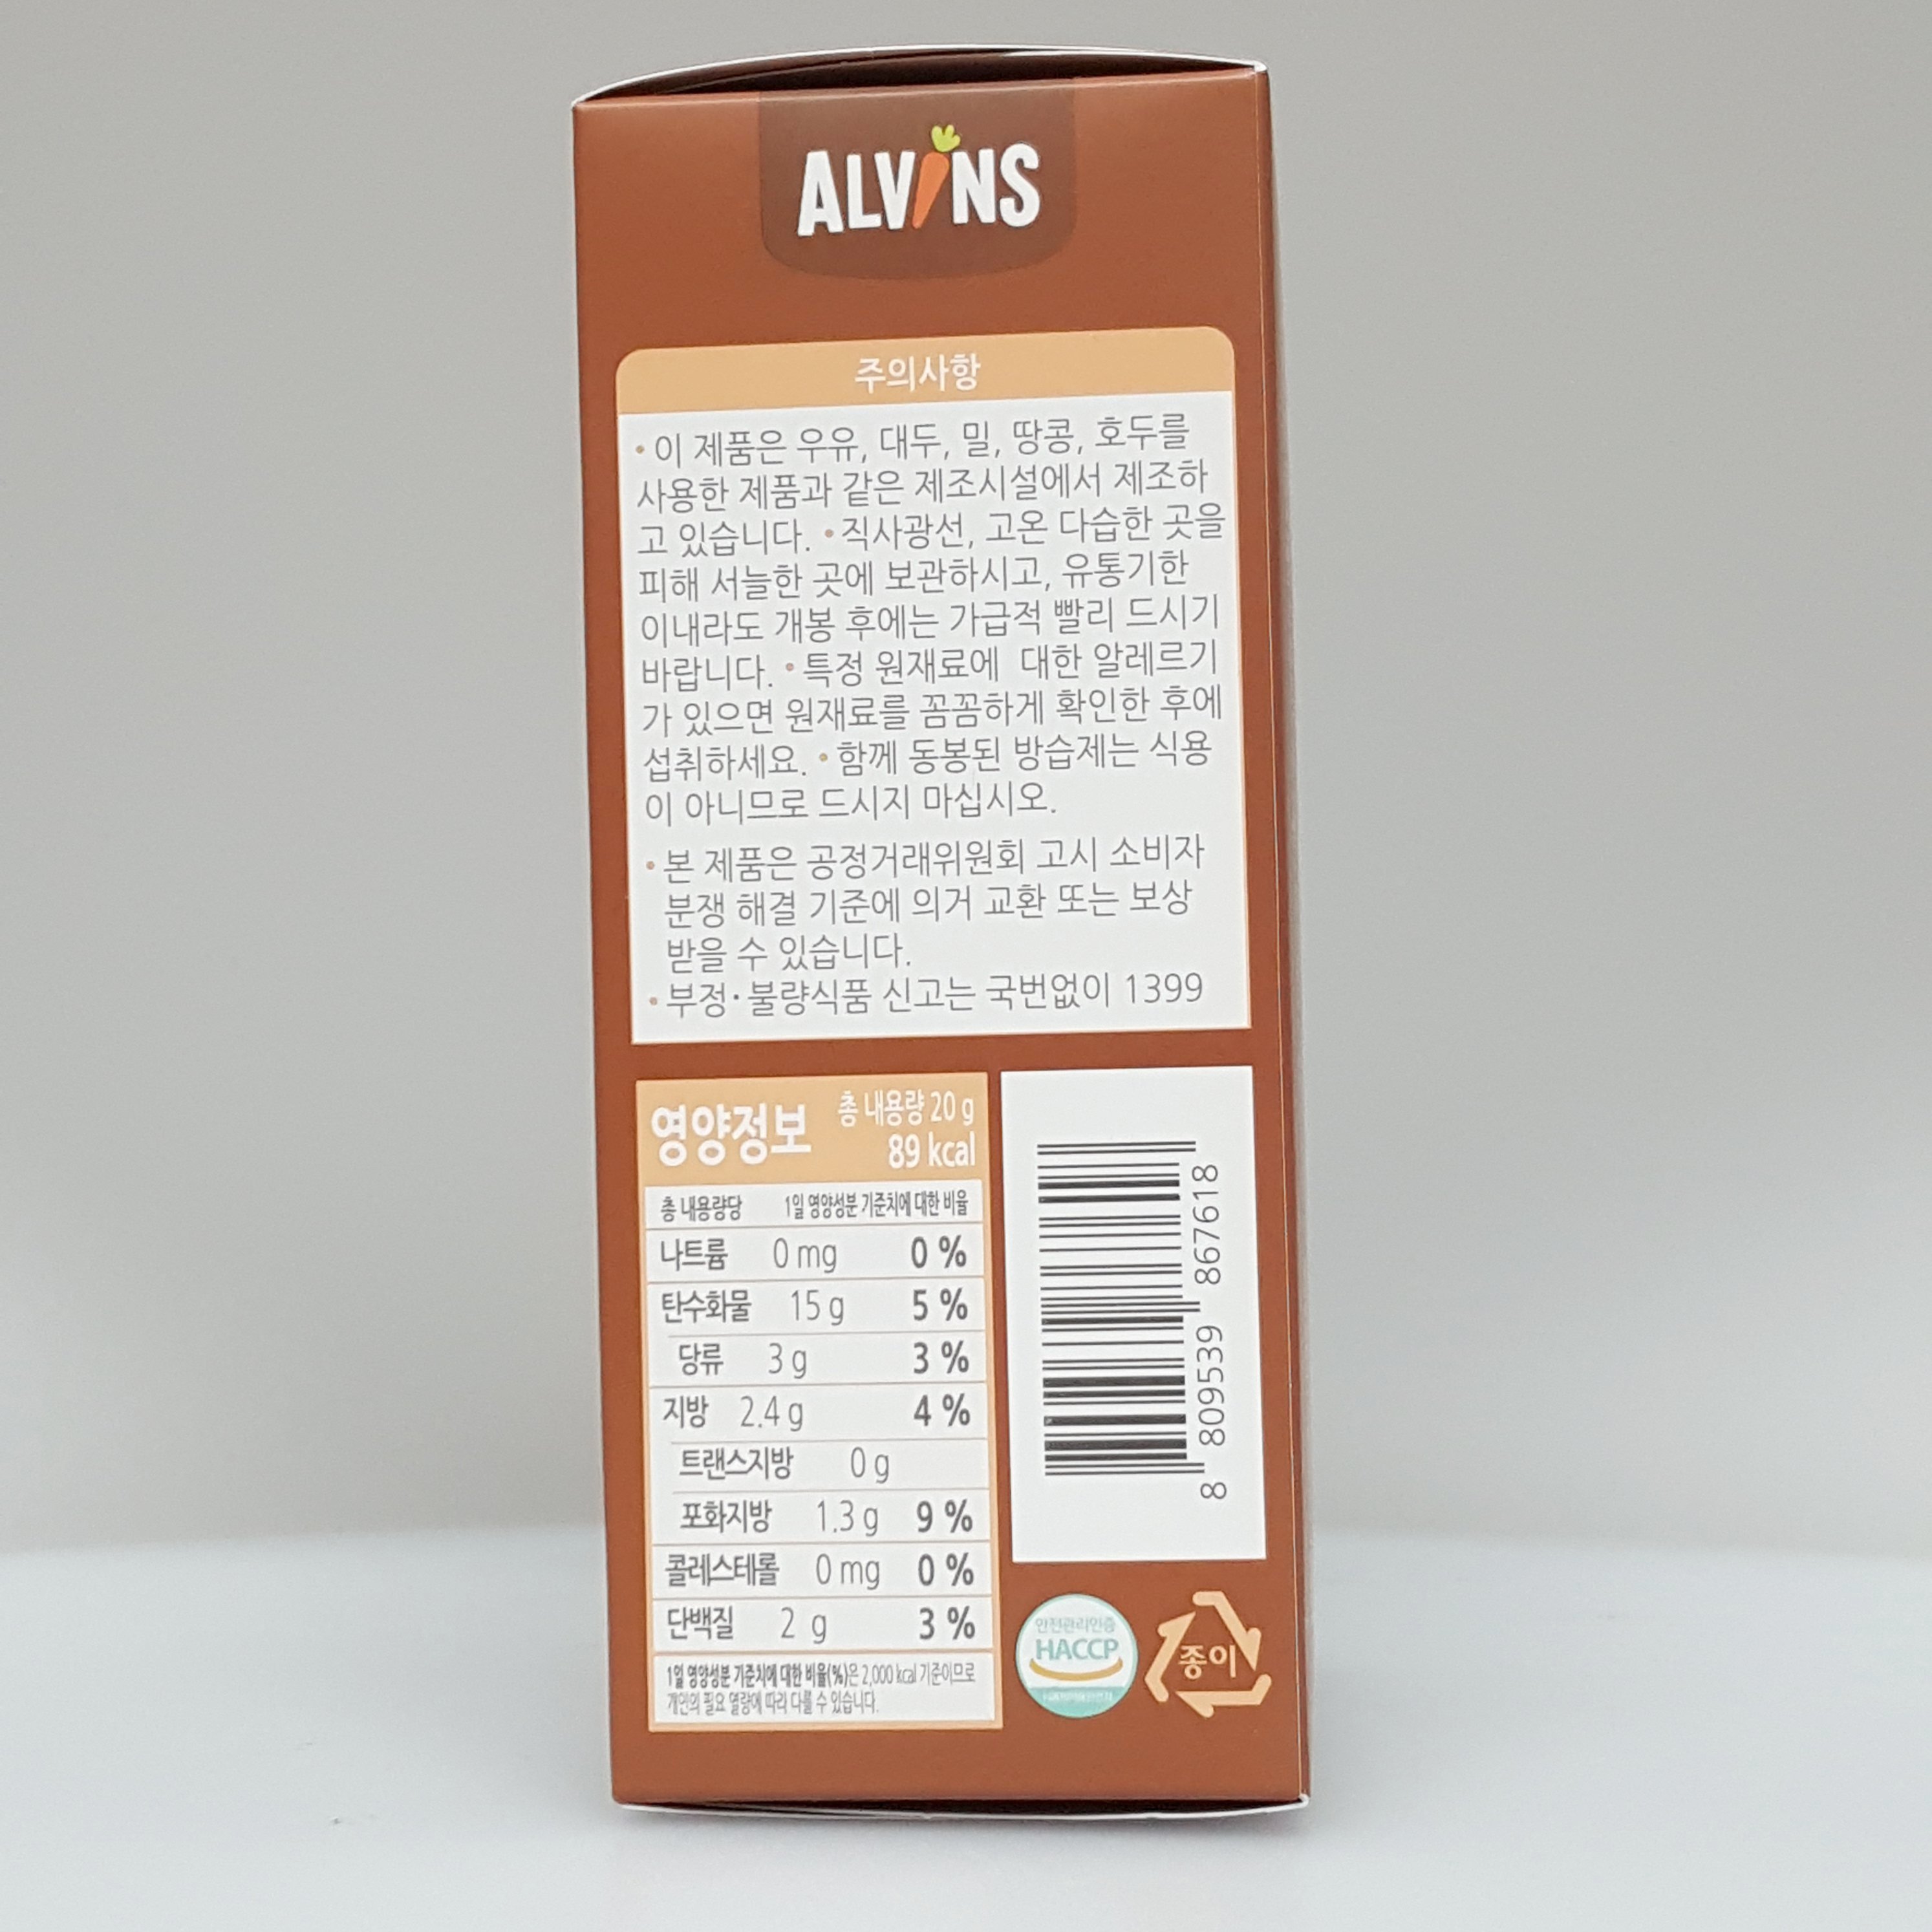 ALVINS
주의사항
• 이 제품은 우유, 대두, 밀, 땅콩, 호두를
사용한 제품과 같은 제조시설에서 제조하
고 있습니다. • 직사광선, 고온 다습한 곳을
피해 서늘한 곳에 보관하시고, 유통기한
이내라도 개봉 후에는 가급적 빨리 드시기
바랍니다. • 특정 원재료에 대한 알레르기
가 있으면 원재료를 꼼꼼하게 확인한 후에
섭취하세요. • 함께 동봉된 방습제는 식용
이 아니므로 드시지 마십시오.
• 본 제품은 공정거래위원회 고시 소비자
분쟁 해결 기준에 의거 교환 또는 보상
받을 수 있습니다.
• 부정·불량식품 신고는 국번없이 1399
영양정보 총 내용량 20 g
89 kcal
총 내용량당 1일 영양성분 기준치에 대한 비율
나트륨 0 mg 0 %
탄수화물 15 g 5 %
당류 3 g 3 %
지방 2.4 g 4 %
트랜스지방 0 g
포화지방 1.3 g 9 %
콜레스테롤 0 mg 0 %
단백질 2 g 3 %
1일 영양성분 기준치에 대한 비율(%)은 2,000 kcal 기준이므로
개인의 필요 열량에 따라 다를 수 있습니다.
8 809539 867618
안전관리인증
HACCP
종이